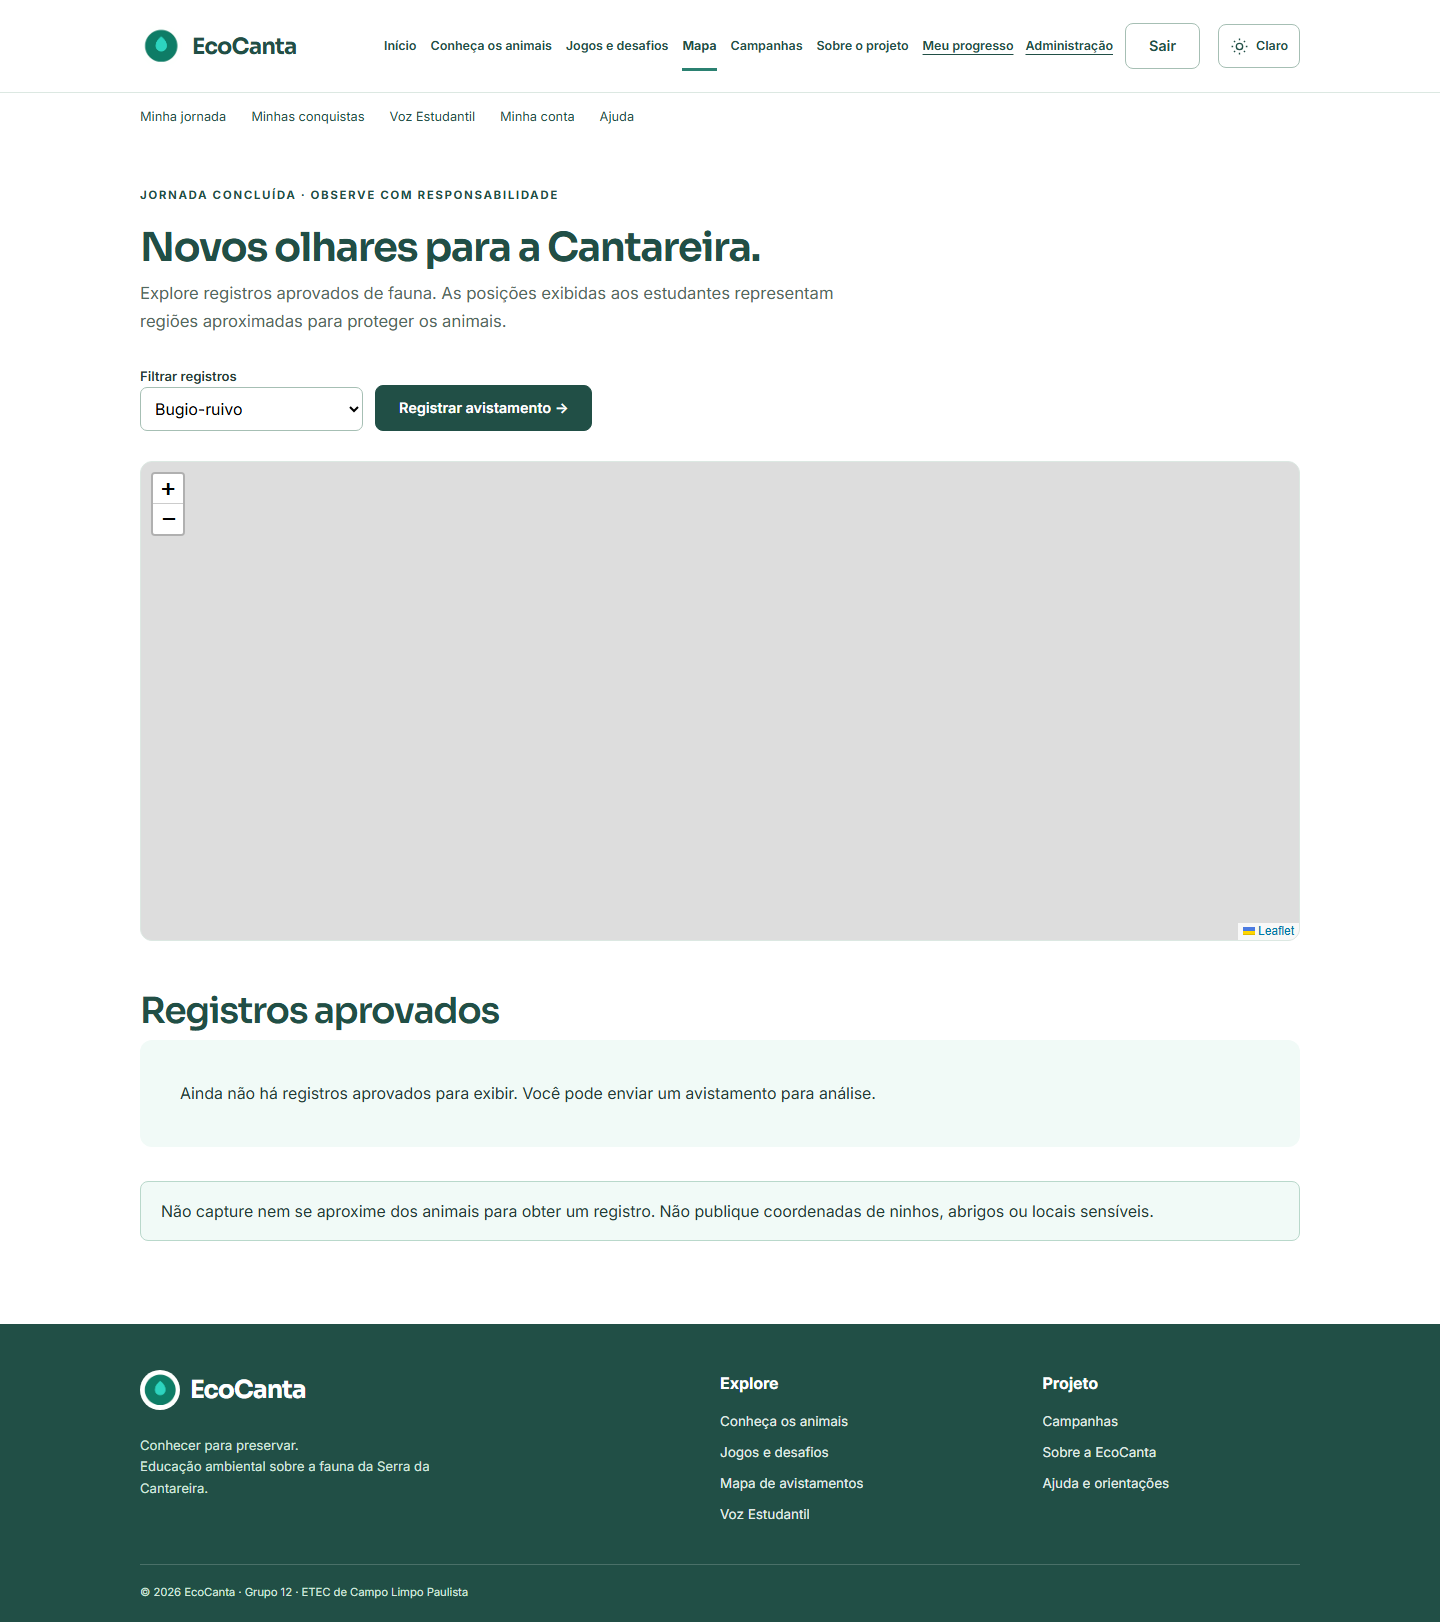 EcoCanta
Início
Conheça os animais
Jogos e desafios
Mapa
Campanhas
Sobre o projeto
Meu progresso
Administração
Sair
Claro
Minha jornada
Minhas conquistas
Voz Estudantil
Minha conta
Ajuda
JORNADA CONCLUÍDA · OBSERVE COM RESPONSABILIDADE
Novos olhares para a Cantareira.
Explore registros aprovados de fauna. As posições exibidas aos estudantes representam
regiões aproximadas para proteger os animais.
Filtrar registros
Bugio-ruivo
Registrar avistamento →
+
−
Leaflet
Registros aprovados
Ainda não há registros aprovados para exibir. Você pode enviar um avistamento para análise.
Não capture nem se aproxime dos animais para obter um registro. Não publique coordenadas de ninhos, abrigos ou locais sensíveis.
EcoCanta
Conhecer para preservar.
Educação ambiental sobre a fauna da Serra da
Cantareira.
Explore
Conheça os animais
Jogos e desafios
Mapa de avistamentos
Voz Estudantil
Projeto
Campanhas
Sobre a EcoCanta
Ajuda e orientações
© 2026 EcoCanta · Grupo 12 · ETEC de Campo Limpo Paulista